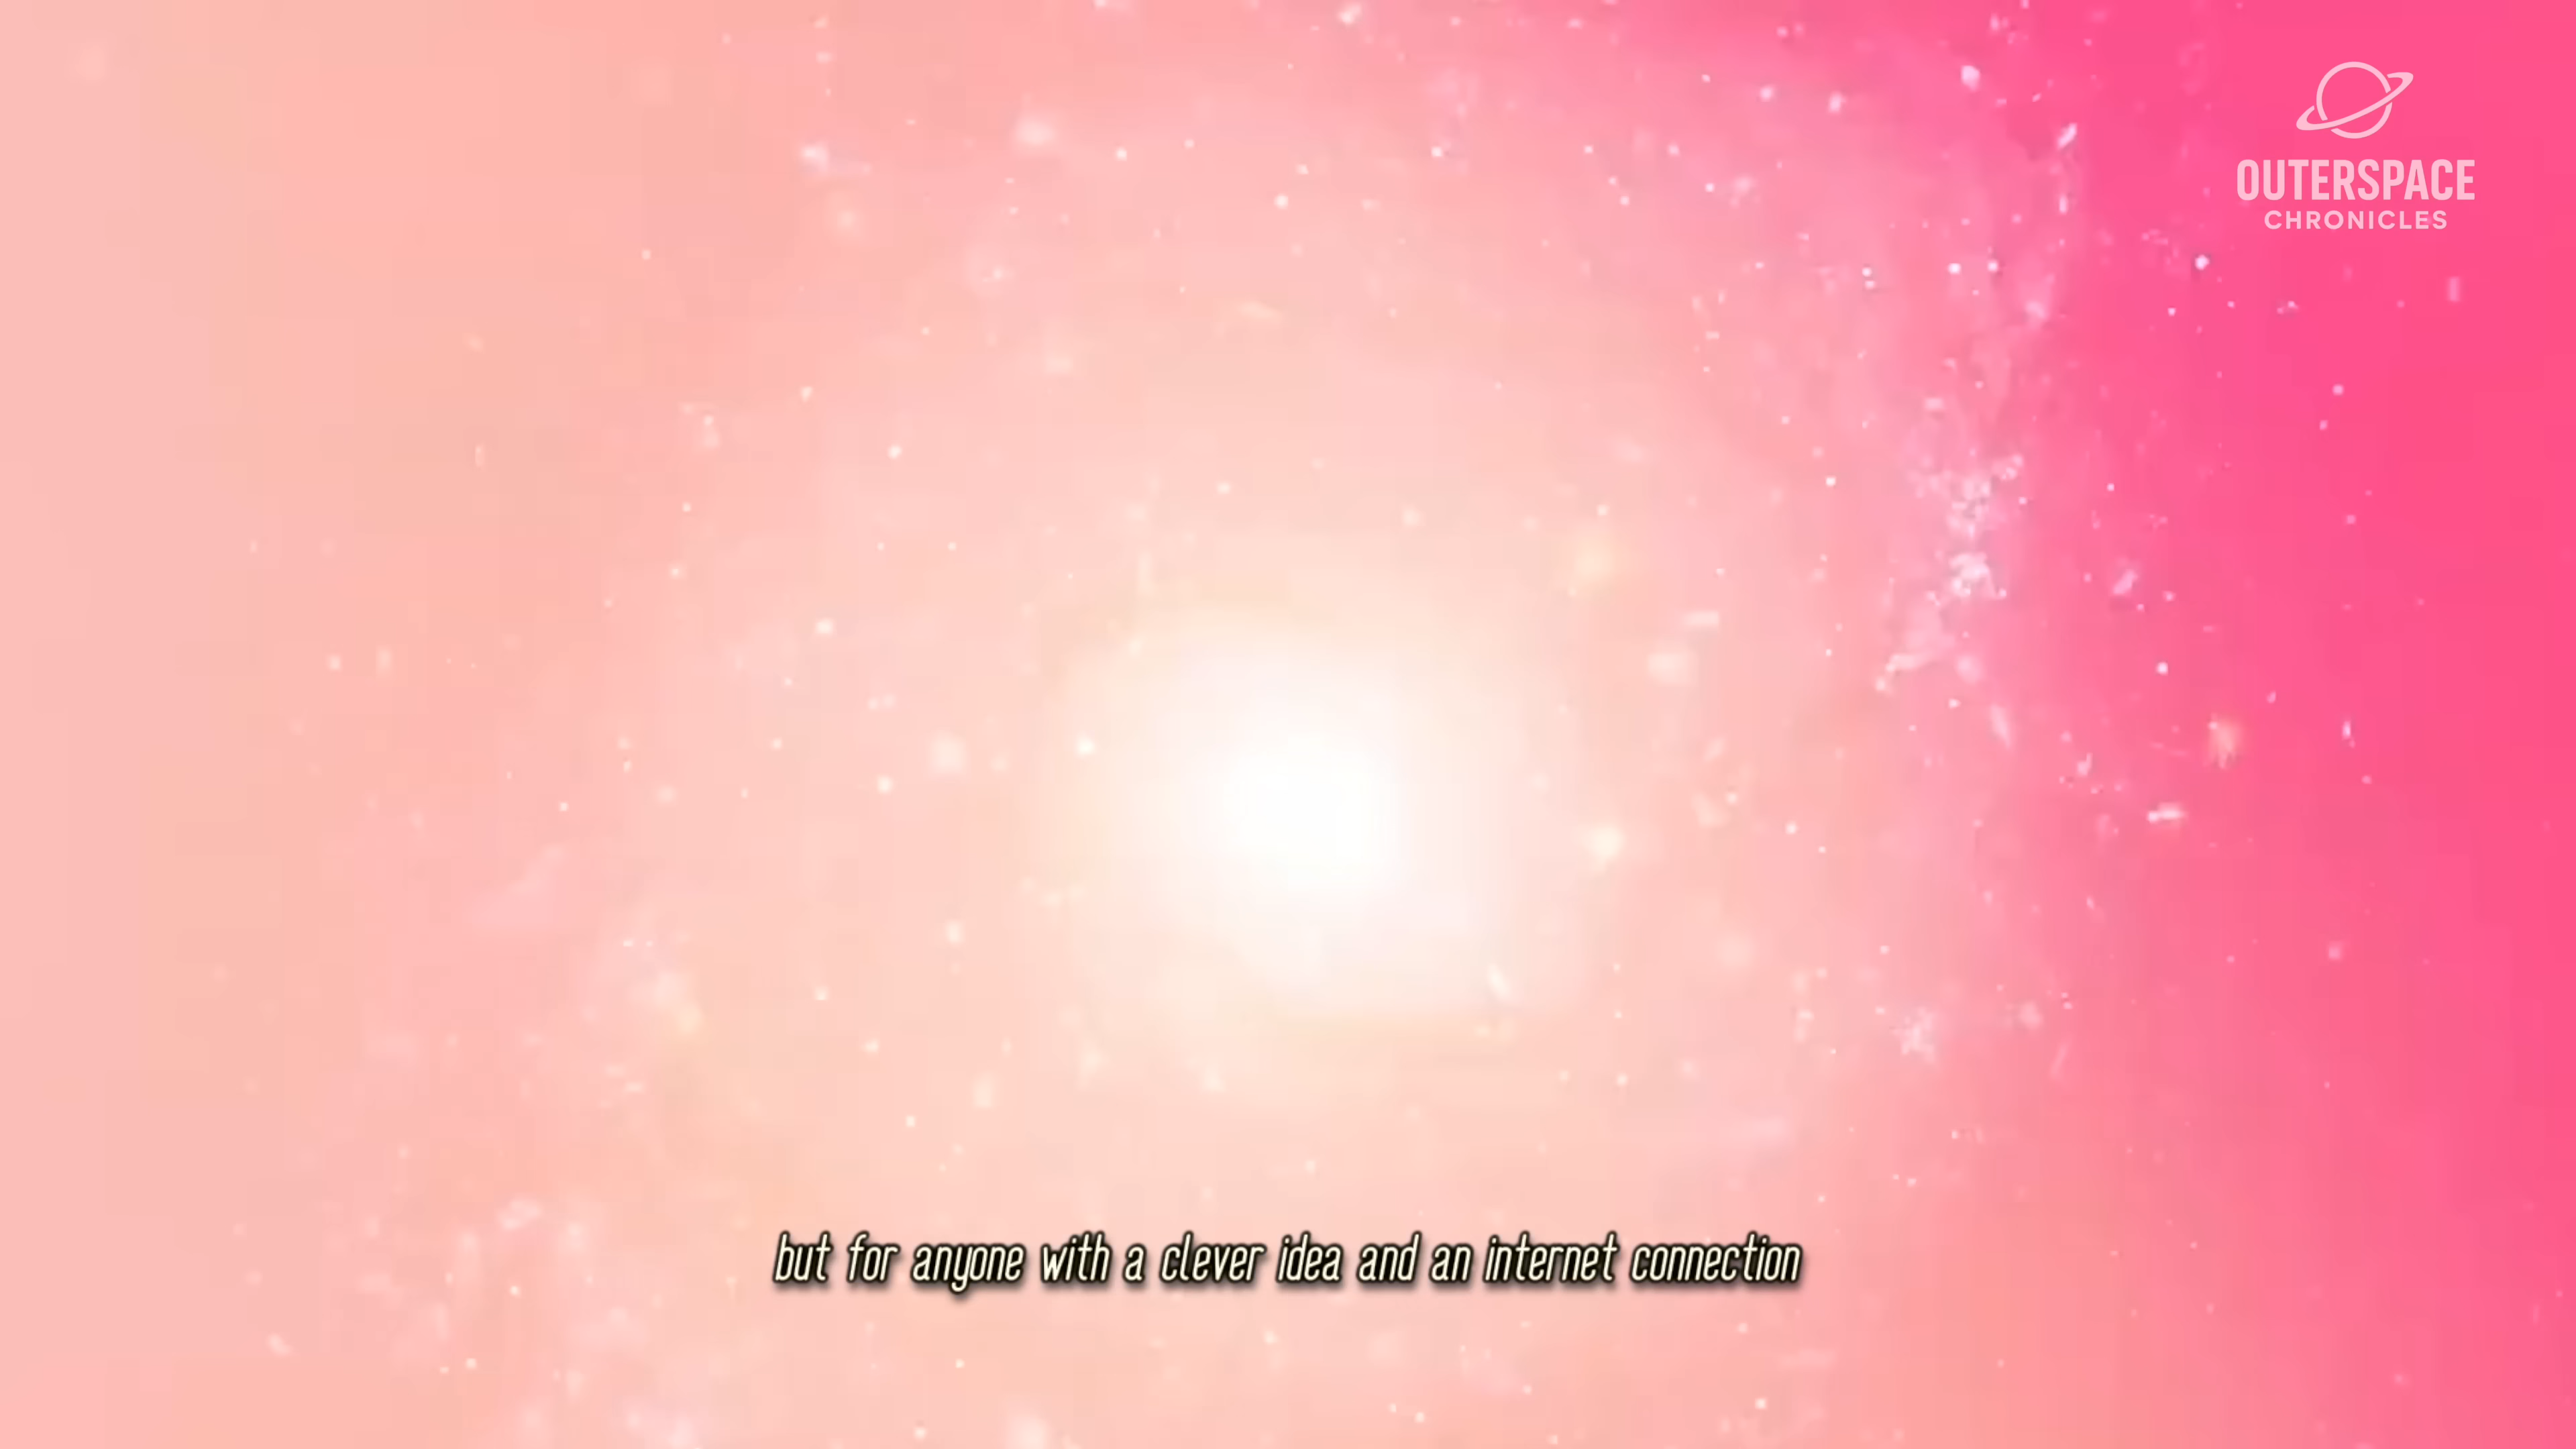 OUTERSPACE
CHRONICLES
but for anyone with a clever idea and an internet connection